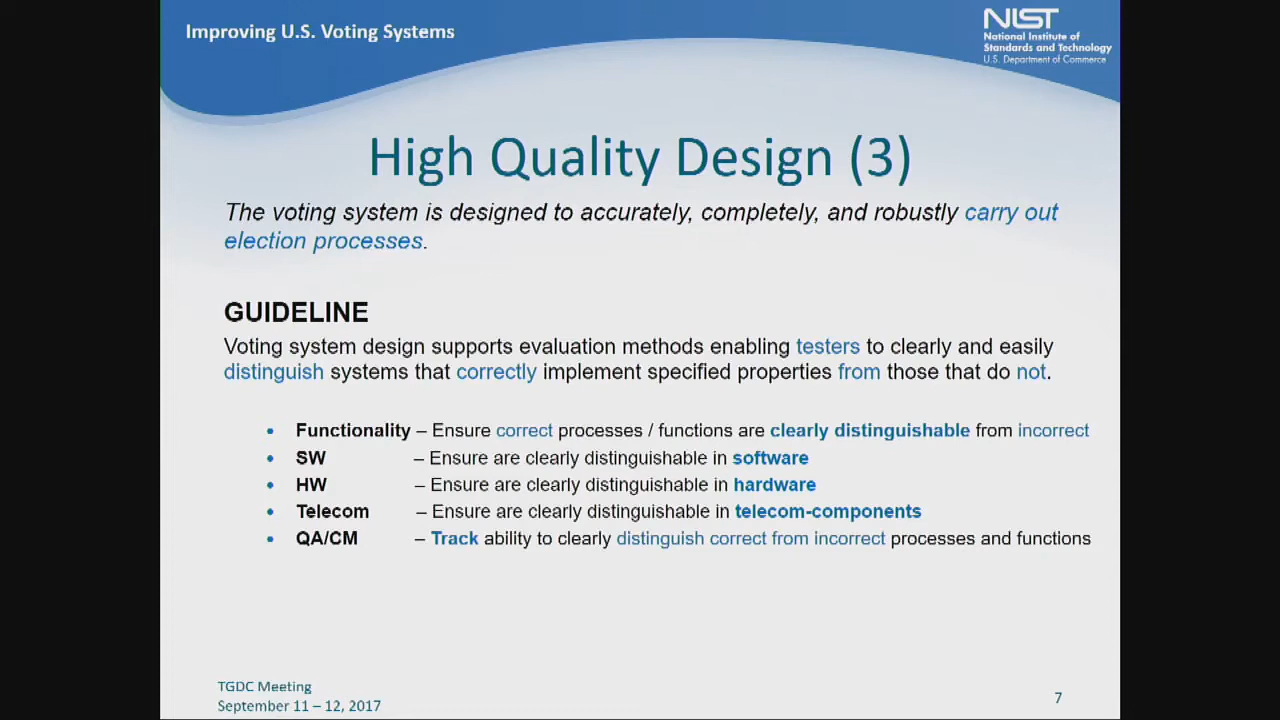 Improving U.S. Voting Systems
NIST
National Institute of
Standards and Technology
U.S. Department of Commerce
High Quality Design (3)
The voting system is designed to accurately, completely, and robustly carry out
election processes.
GUIDELINE
Voting system design supports evaluation methods enabling testers to clearly and easily
distinguish systems that correctly implement specified properties from those that do not.
• Functionality – Ensure correct processes / functions are clearly distinguishable from incorrect
• SW – Ensure are clearly distinguishable in software
• HW – Ensure are clearly distinguishable in hardware
• Telecom – Ensure are clearly distinguishable in telecom-components
• QA/CM – Track ability to clearly distinguish correct from incorrect processes and functions
TGDC Meeting
September 11 – 12, 2017
7